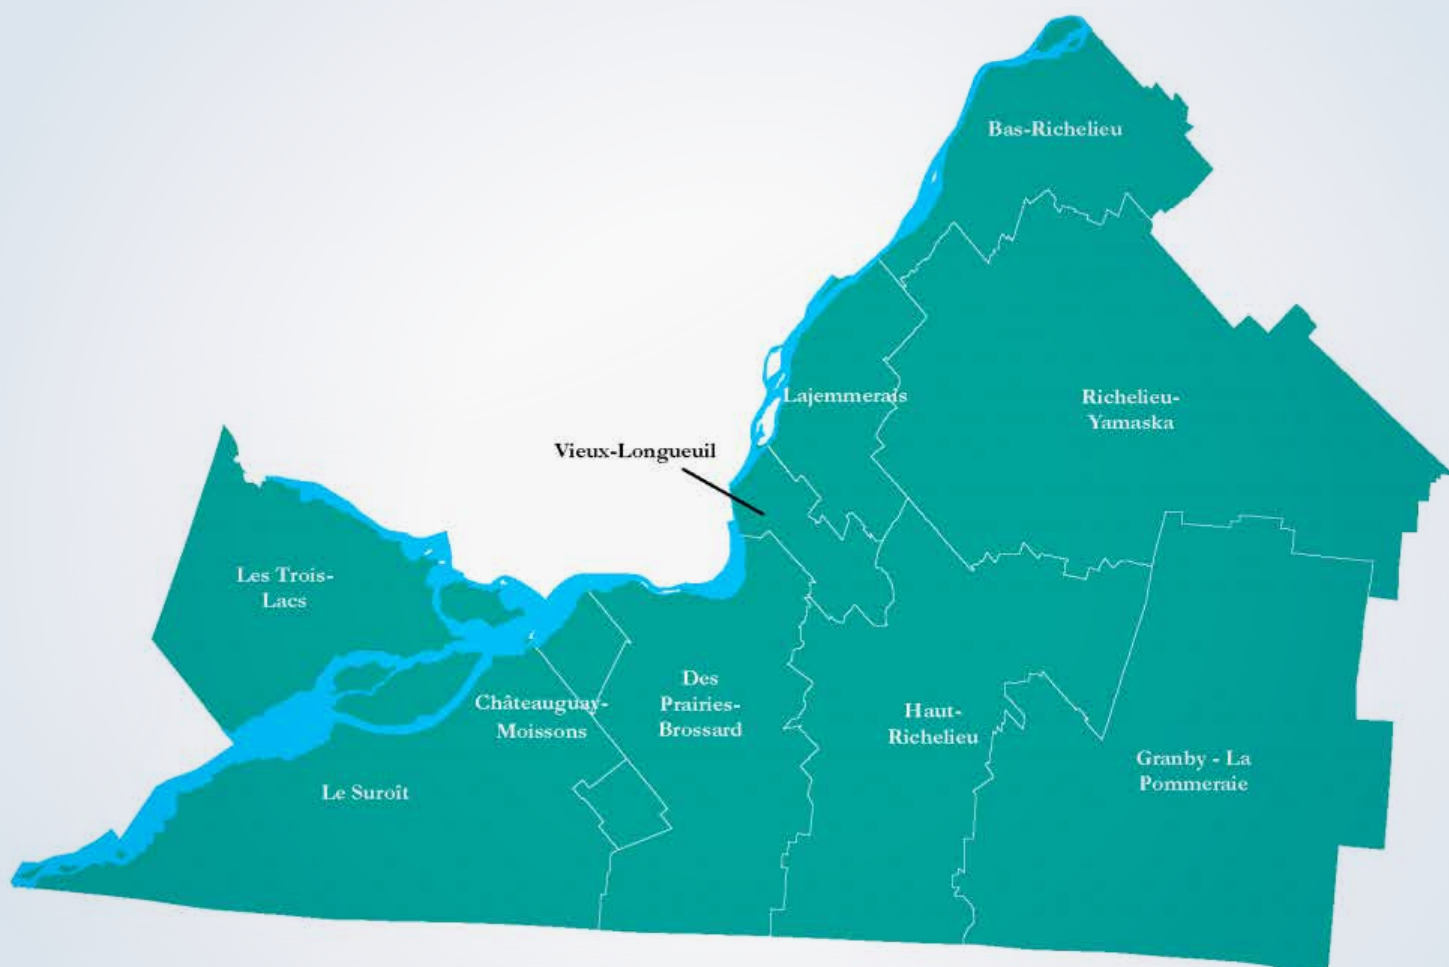 Bas-Richelieu
Lajemmerais
Richelieu-
Yamaska
Vieux-Longueuil
Les Trois-
Lacs
Châteauguay-
Moissons
Des
Prairies-
Brossard
Haut-
Richelieu
Granby - La
Pommeraie
Le Suroît